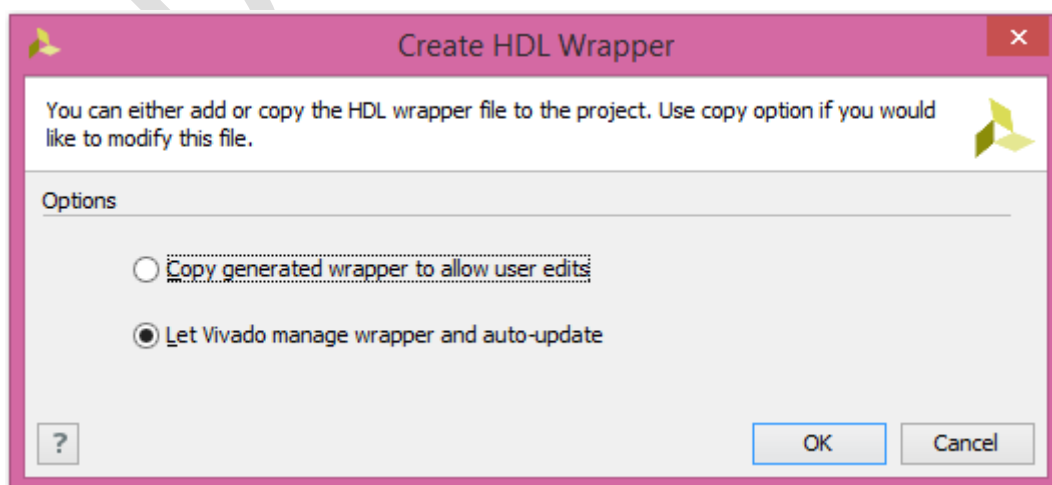 Create HDL Wrapper
×
You can either add or copy the HDL wrapper file to the project. Use copy option if you would
like to modify this file.
Options
Copy generated wrapper to allow user edits
Let Vivado manage wrapper and auto-update
?
OK Cancel